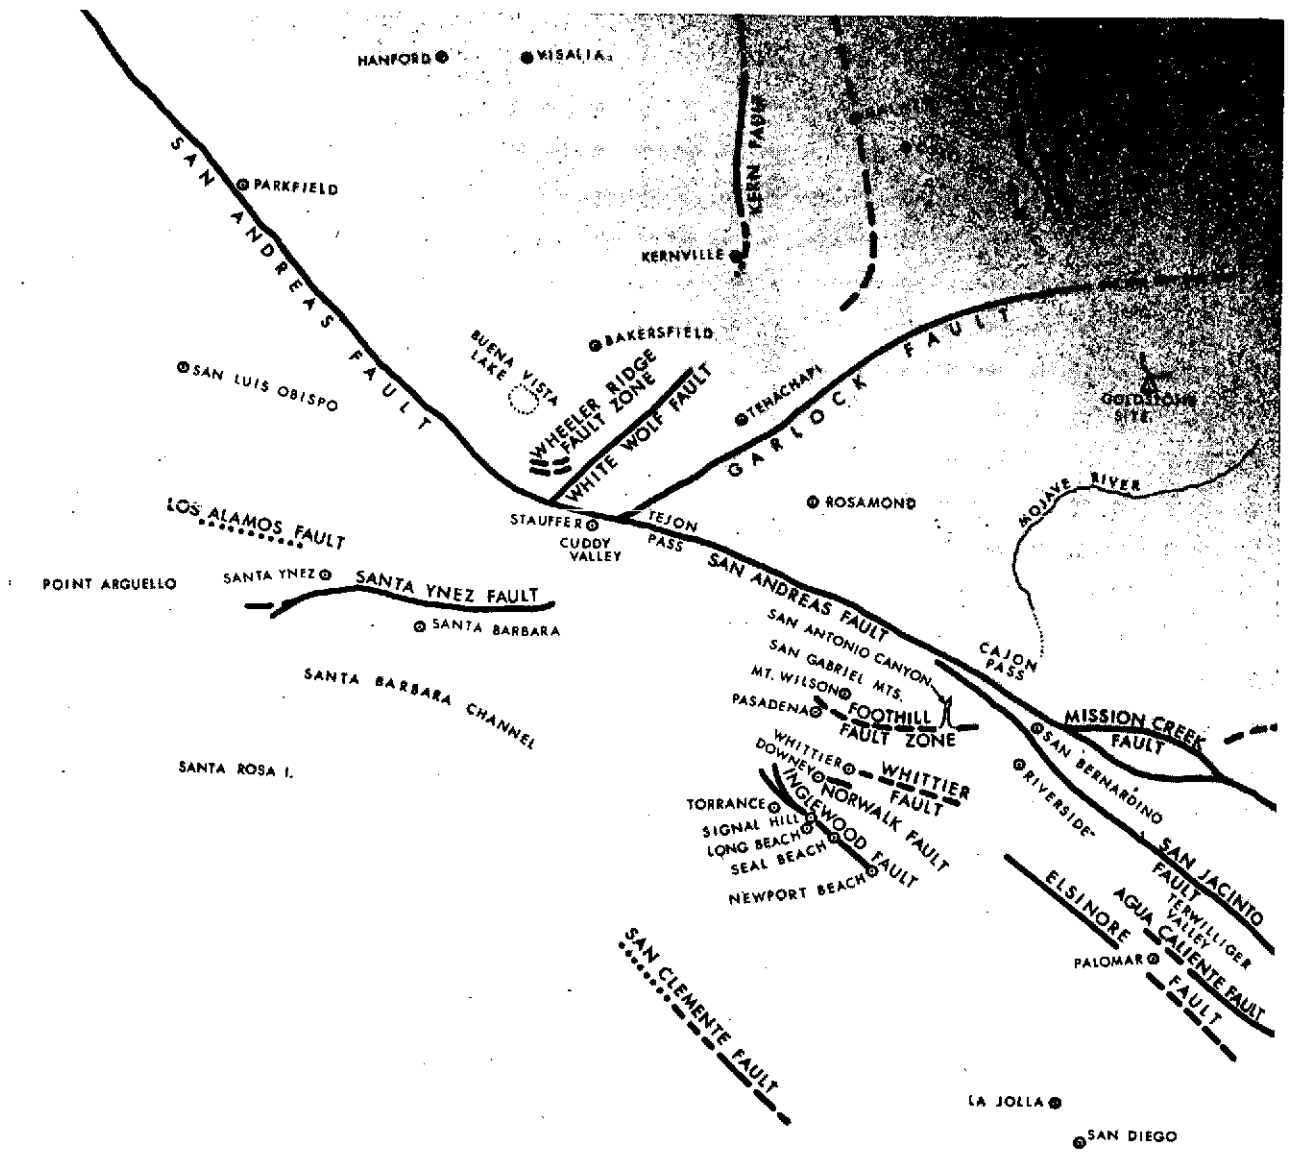 HANFORD
VISALIA
SAN ANDREAS FAULT
PARKFIELD
KERN FAULT
KERNVILLE
BUENA VISTA
LAKE
BAKERSFIELD
WHEELER RIDGE
FAULT ZONE
WHITE WOLF FAULT
TEHACHAPI
GARLOCK FAULT
GOLDSTONE
SITE
SAN LUIS OBISPO
MOJAVE RIVER
ROSAMOND
LOS ALAMOS FAULT
STAUFFER
CUDDY
VALLEY
TEJON
PASS
SAN ANDREAS FAULT
POINT ARGUELLO
SANTA YNEZ
SANTA YNEZ FAULT
SANTA BARBARA
SAN ANTONIO CANYON
SAN GABRIEL MTS.
MT. WILSON
PASADENA
FOOTHILL
FAULT ZONE
CAJON
PASS
MISSION CREEK
FAULT
SANTA BARBARA CHANNEL
SANTA ROSA I.
WHITTIER
DOWNEY
WHITTIER
FAULT
NORWALK FAULT
INGLEWOOD FAULT
SAN BERNARDINO
RIVERSIDE
TORRANCE
SIGNAL HILL
LONG BEACH
SEAL BEACH
NEWPORT BEACH
SAN JACINTO
FAULT
TERWILLIGER
VALLEY
ELSINORE
FAULT
AGUA CALIENTE FAULT
PALOMAR
SAN CLEMENTE FAULT
LA JOLLA
SAN DIEGO